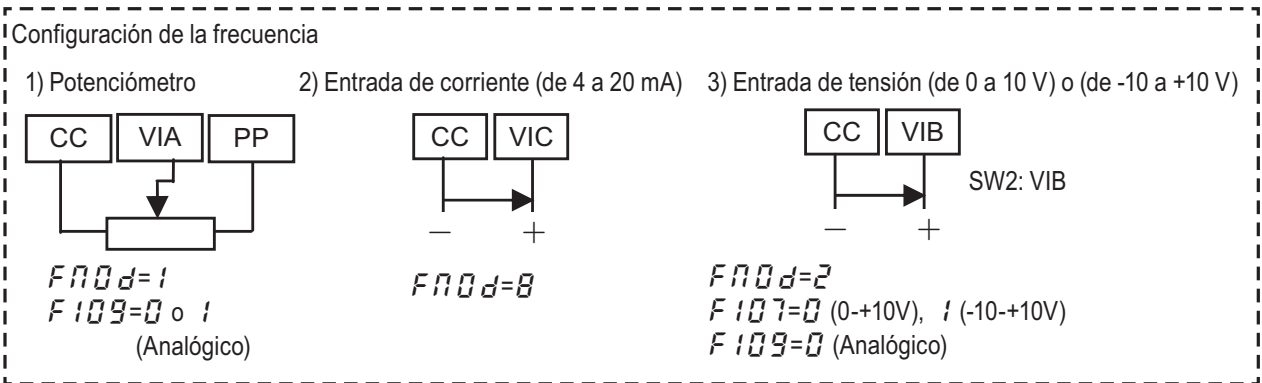 Configuración de la frecuencia
1) Potenciómetro
2) Entrada de corriente (de 4 a 20 mA)
3) Entrada de tensión (de 0 a 10 V) o (de -10 a +10 V)
CC VIA PP
CC VIC
CC VIB
SW2: VIB
− +
− +
FMOd=1
F109=0 o 1
(Analógico)
FMOd=8
FMOd=2
F107=0 (0-+10V), 1 (-10-+10V)
F109=0 (Analógico)